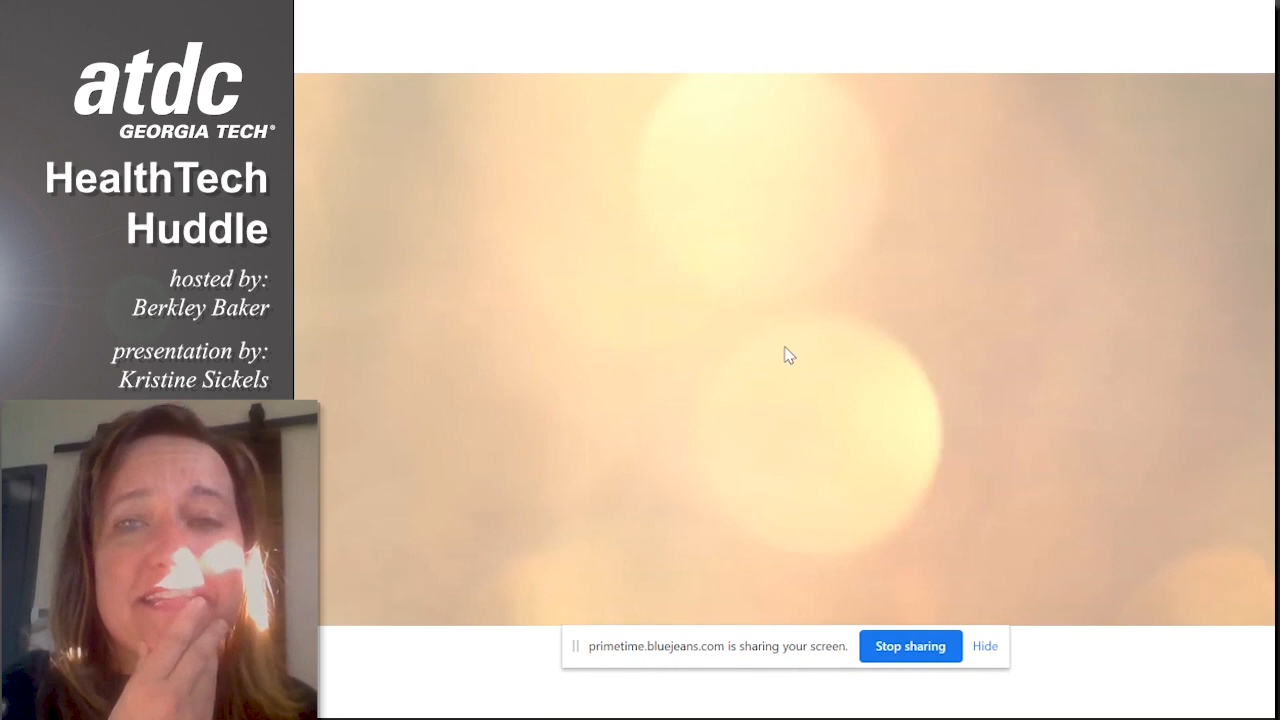 atdc
GEORGIA TECH®
HealthTech
Huddle
hosted by:
Berkley Baker
presentation by:
Kristine Sickels
primetime.bluejeans.com is sharing your screen.
Stop sharing
Hide